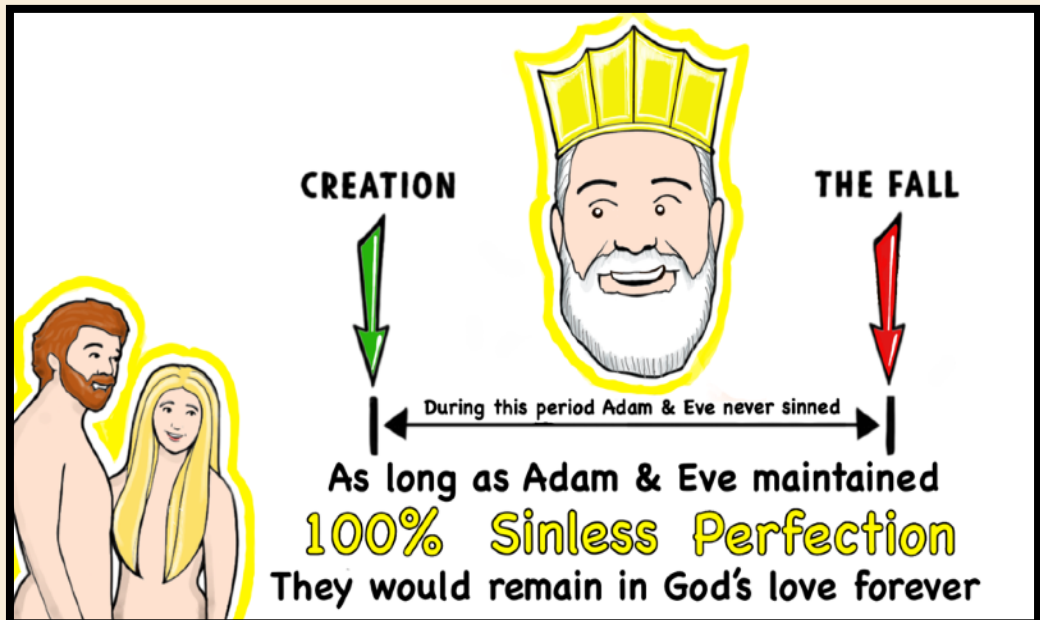 CREATION
THE FALL
During this period Adam & Eve never sinned
As long as Adam & Eve maintained
100% Sinless Perfection
They would remain in God's love forever